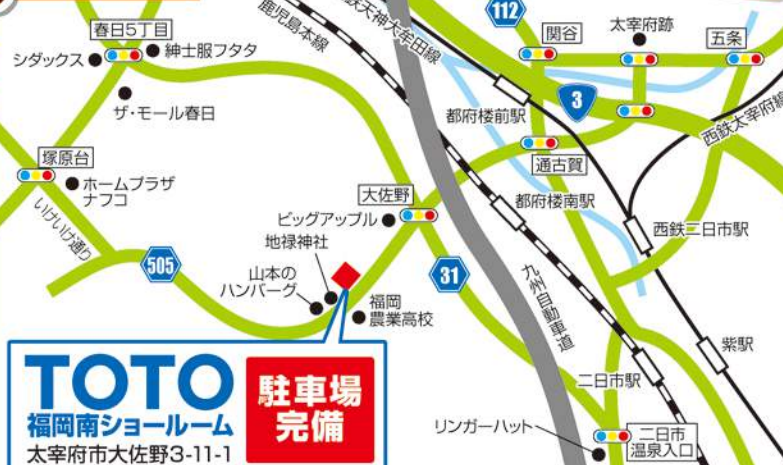 鹿児島本線
鉄天神大牟田線
112
関谷
太宰府跡
五条
春日5丁目
シダックス
紳士服フタタ
ザ・モール春日
3
都府楼前駅
西鉄太宰府線
塚原台
ホームプラザ
ナフコ
通古賀
大佐野
都府楼南駅
ビッグアップル
いけいけ通り
西鉄二日市駅
地禄神社
505
山本の
ハンバーグ
31
九州自動車道
福岡
農業高校
紫駅
二日市駅
TOTO
福岡南ショールーム
太宰府市大佐野3-11-1
駐車場
完備
リンガーハット
二日市
温泉入口